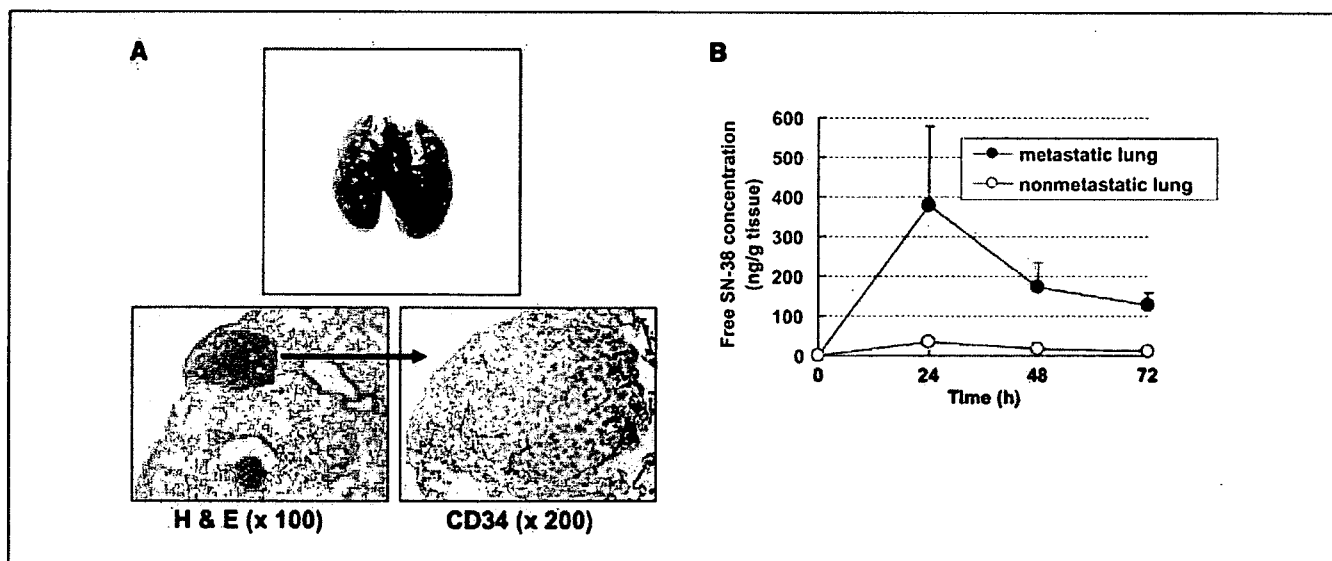 A
H & E (x 100)
CD34 (x 200)
B
Free SN-38 concentration
(ng/g tissue)
600
500
400
300
200
100
0
metastatic lung
nonmetastatic lung
0 24 48 72
Time (h)